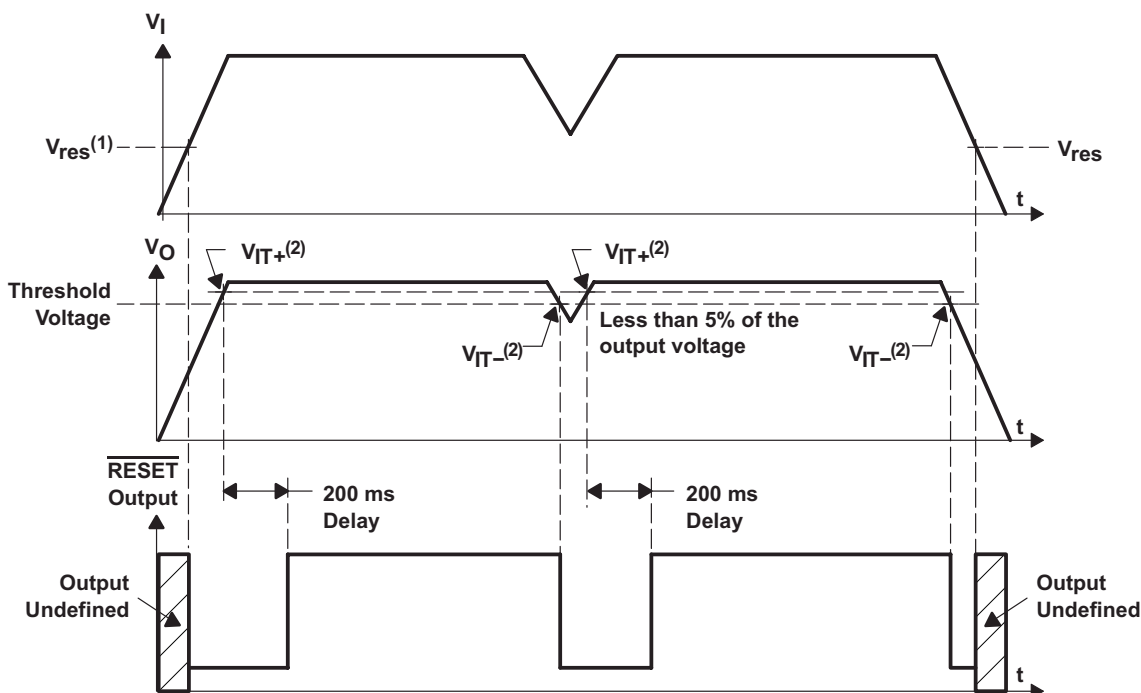 VI
Vres(1)
Vres
t
VO
VIT+(2)
VIT+(2)
Threshold
Voltage
Less than 5% of the
output voltage
VIT−(2)
VIT−(2)
t
RESET
Output
200 ms
Delay
200 ms
Delay
Output
Undefined
Output
Undefined
t